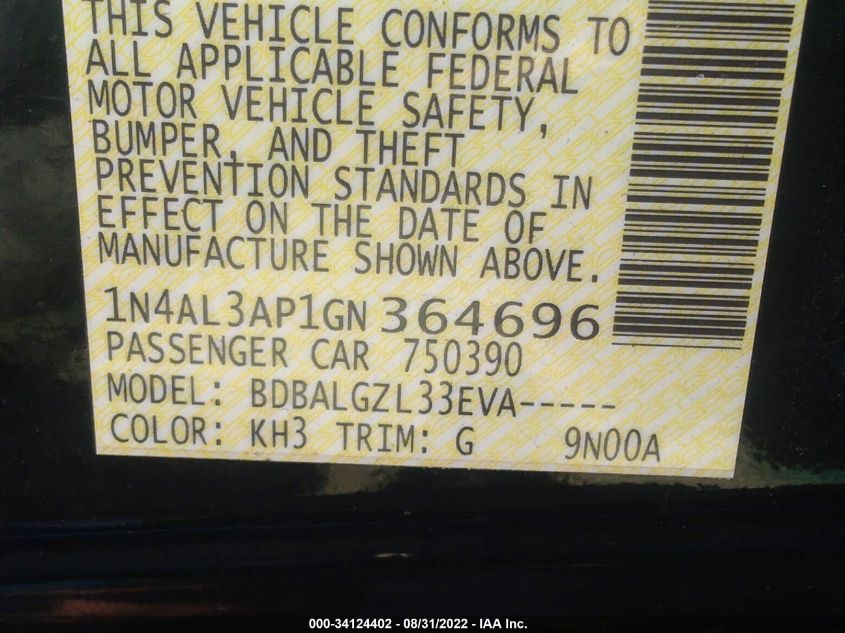 THIS VEHICLE CONFORMS TO
ALL APPLICABLE FEDERAL
MOTOR VEHICLE SAFETY,
BUMPER, AND THEFT
PREVENTION STANDARDS IN
EFFECT ON THE DATE OF
MANUFACTURE SHOWN ABOVE.
1N4AL3AP1GN 364696
PASSENGER CAR 750390
MODEL: BDBALGZL33EVA-----
COLOR: KH3 TRIM: G 9N00A
000-34124402 - 08/31/2022 - IAA Inc.